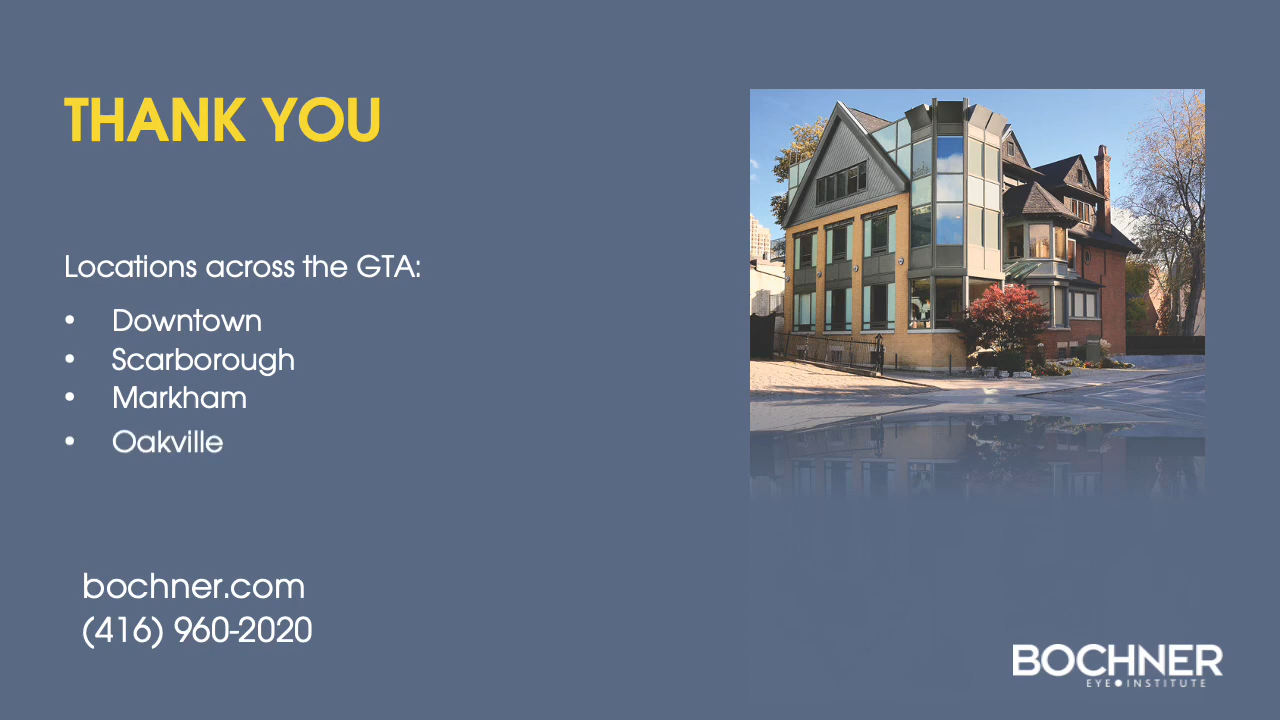 THANK YOU
Locations across the GTA:
• Downtown
• Scarborough
• Markham
• Oakville
bochner.com
(416) 960-2020
BOCHNER
EYE●INSTITUTE